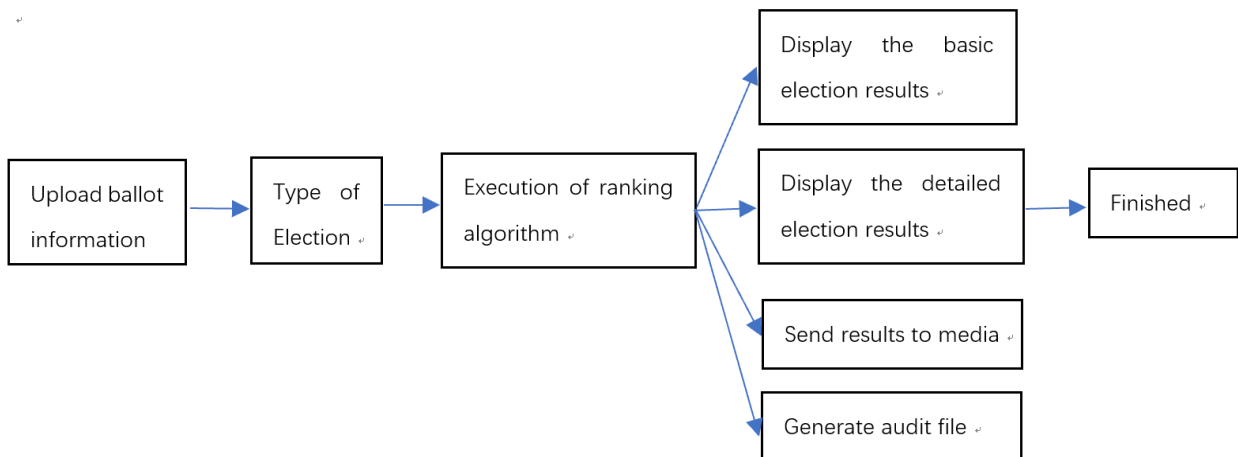 Upload ballot
information
Type of
Election
Execution of ranking
algorithm
Display the basic
election results
Display the detailed
election results
Send results to media
Generate audit file
Finished